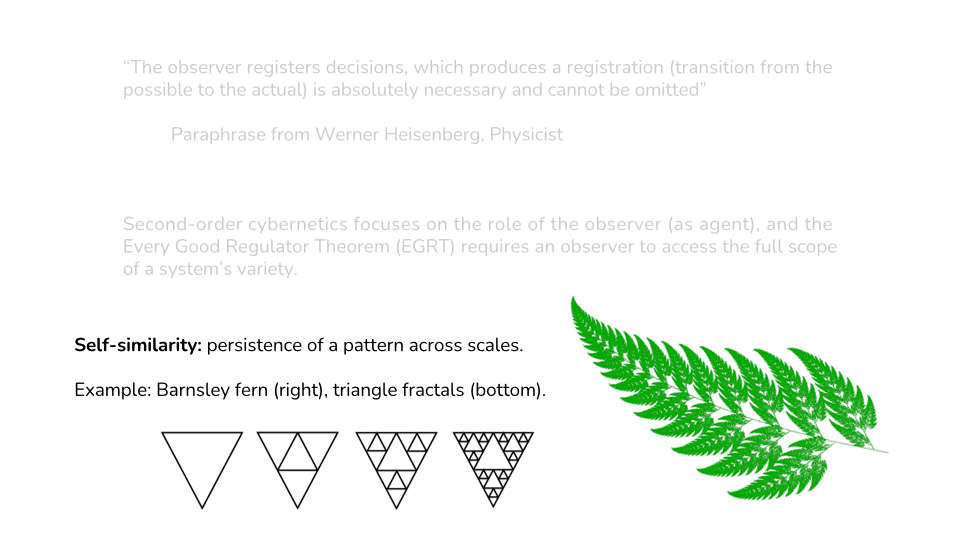 “The observer registers decisions, which produces a registration (transition from the
possible to the actual) is absolutely necessary and cannot be omitted”
Paraphrase from Werner Heisenberg, Physicist
Second-order cybernetics focuses on the role of the observer (as agent), and the
Every Good Regulator Theorem (EGRT) requires an observer to access the full scope
of a system’s variety.
Self-similarity: persistence of a pattern across scales.
Example: Barnsley fern (right), triangle fractals (bottom).